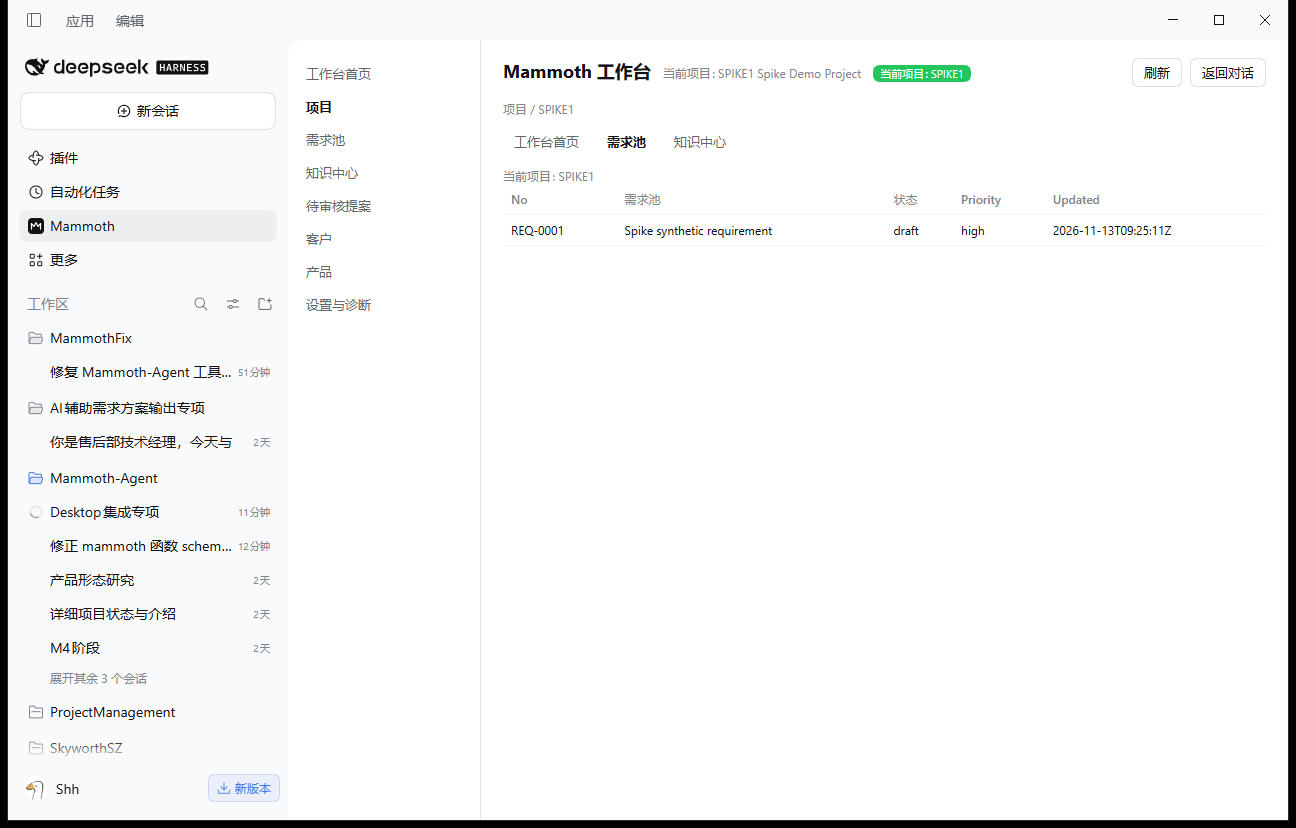 应用 编辑
deepseek HARNESS
新会话
插件
自动化任务
Mammoth
更多
工作区
MammothFix
修复 Mammoth-Agent 工具... 51分钟
AI辅助需求方案输出专项
你是售后部技术经理，今天与 2天
Mammoth-Agent
Desktop集成专项 11分钟
修正 mammoth 函数 schem... 12分钟
产品形态研究 2天
详细项目状态与介绍 2天
M4阶段 2天
展开其余 3 个会话
ProjectManagement
SkyworthSZ
Shh 新版本
工作台首页
项目
需求池
知识中心
待审核提案
客户
产品
设置与诊断
Mammoth 工作台 当前项目: SPIKE1 Spike Demo Project 当前项目: SPIKE1 刷新 返回对话
项目 / SPIKE1
工作台首页 需求池 知识中心
当前项目: SPIKE1
No 需求池 状态 Priority Updated
REQ-0001 Spike synthetic requirement draft high 2026-11-13T09:25:11Z